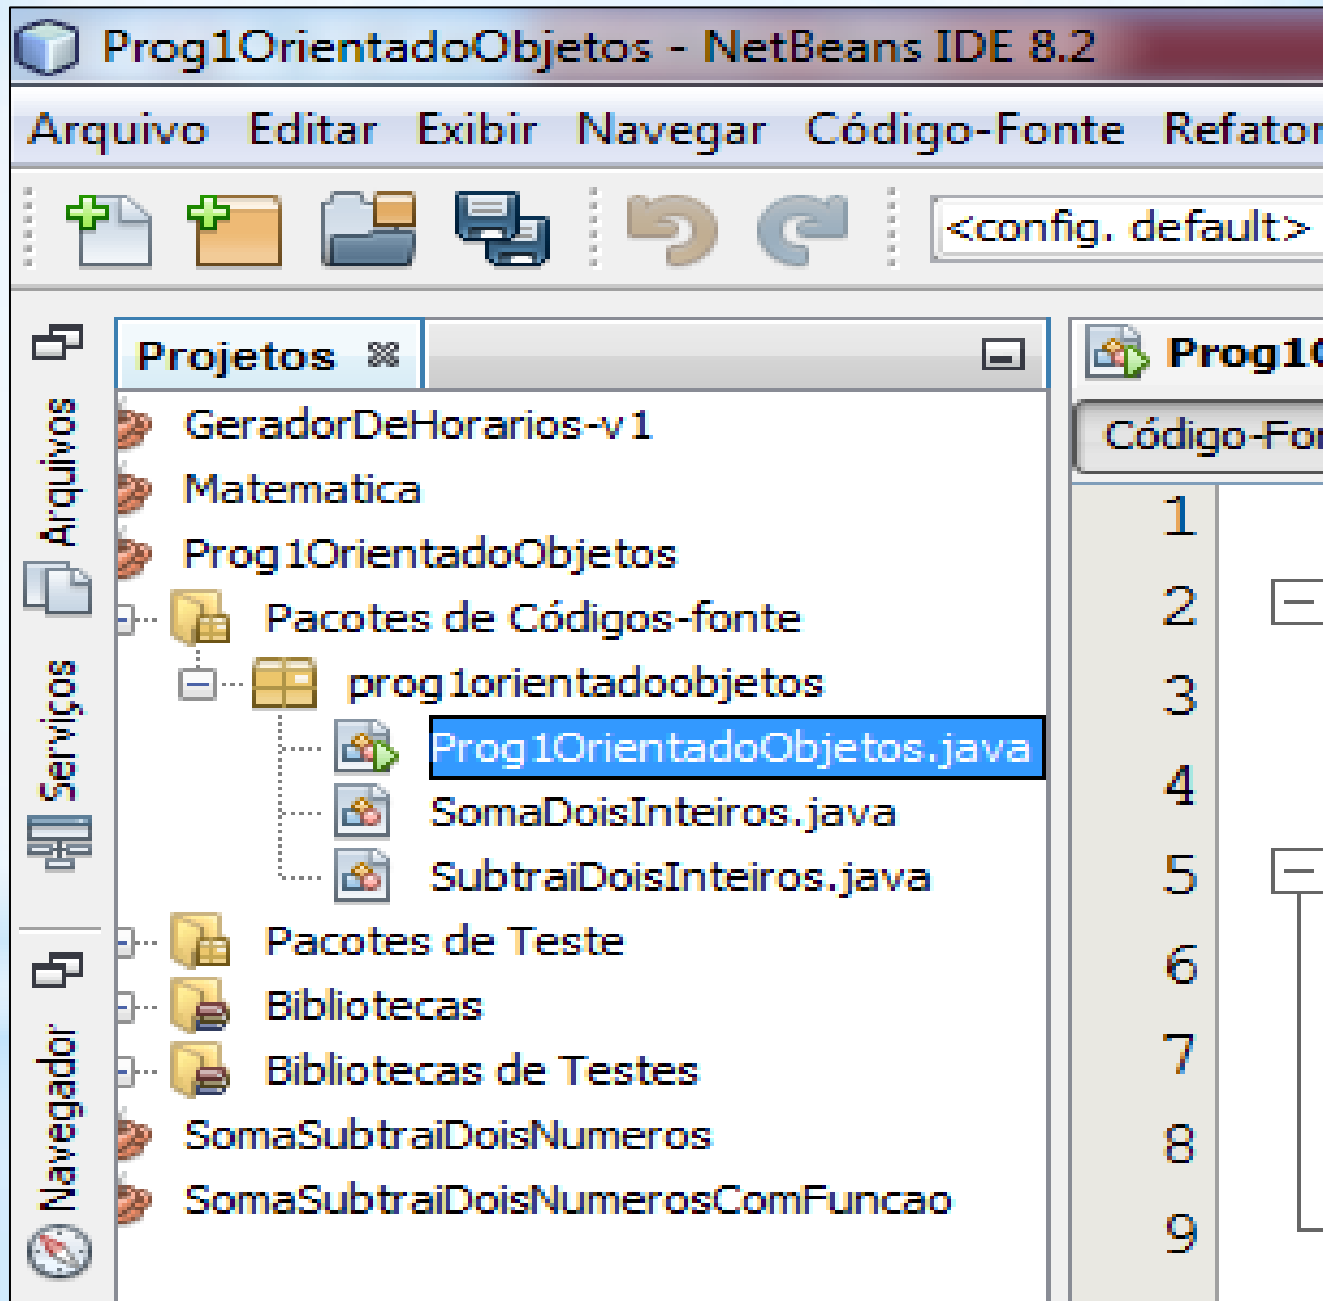 Prog1OrientadoObjetos - NetBeans IDE 8.2
Arquivo Editar Exibir Navegar Código-Fonte Refator
<config. default>
Projetos
Prog1O
Arquivos
Serviços
Navegador
GeradorDeHorarios-v1
Matematica
Prog1OrientadoObjetos
Pacotes de Códigos-fonte
prog1orientadoobjetos
Prog1OrientadoObjetos.java
SomaDoisInteiros.java
SubtraiDoisInteiros.java
Pacotes de Teste
Bibliotecas
Bibliotecas de Testes
SomaSubtraiDoisNumeros
SomaSubtraiDoisNumerosComFuncao
Código-For
1
2
3
4
5
6
7
8
9